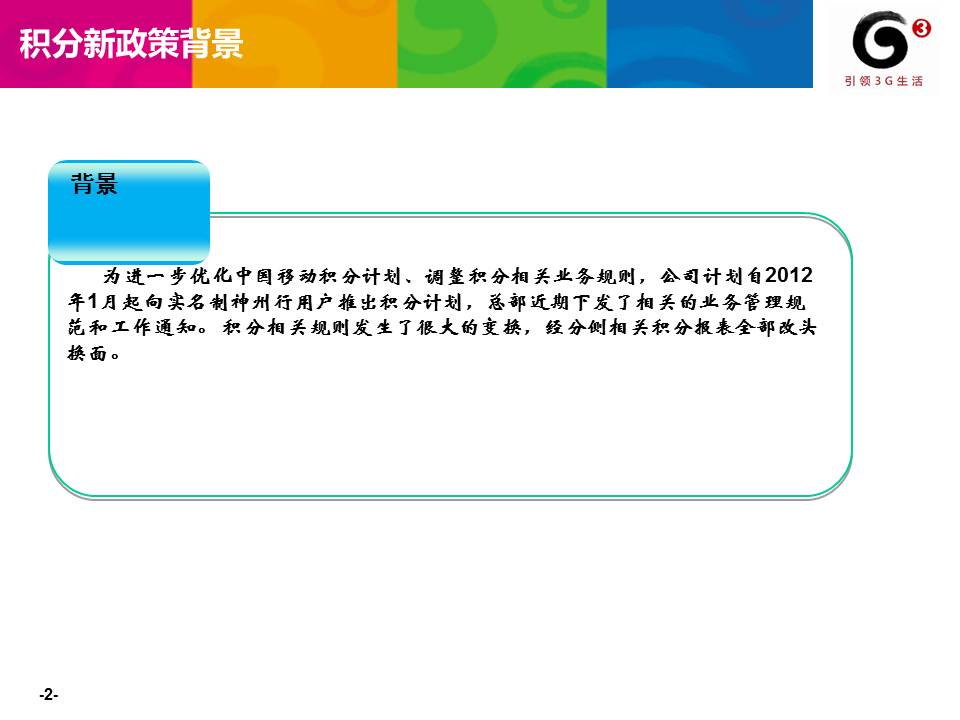 积分新政策背景
G3
引领3G生活
背景
为进一步优化中国移动积分计划、调整积分相关业务规则，公司计划自2012
年1月起向实名制神州行用户推出积分计划，总部近期下发了相关的业务管理规
范和工作通知。积分相关规则发生了很大的变换，经分侧相关积分报表全部改头
换面。
-2-